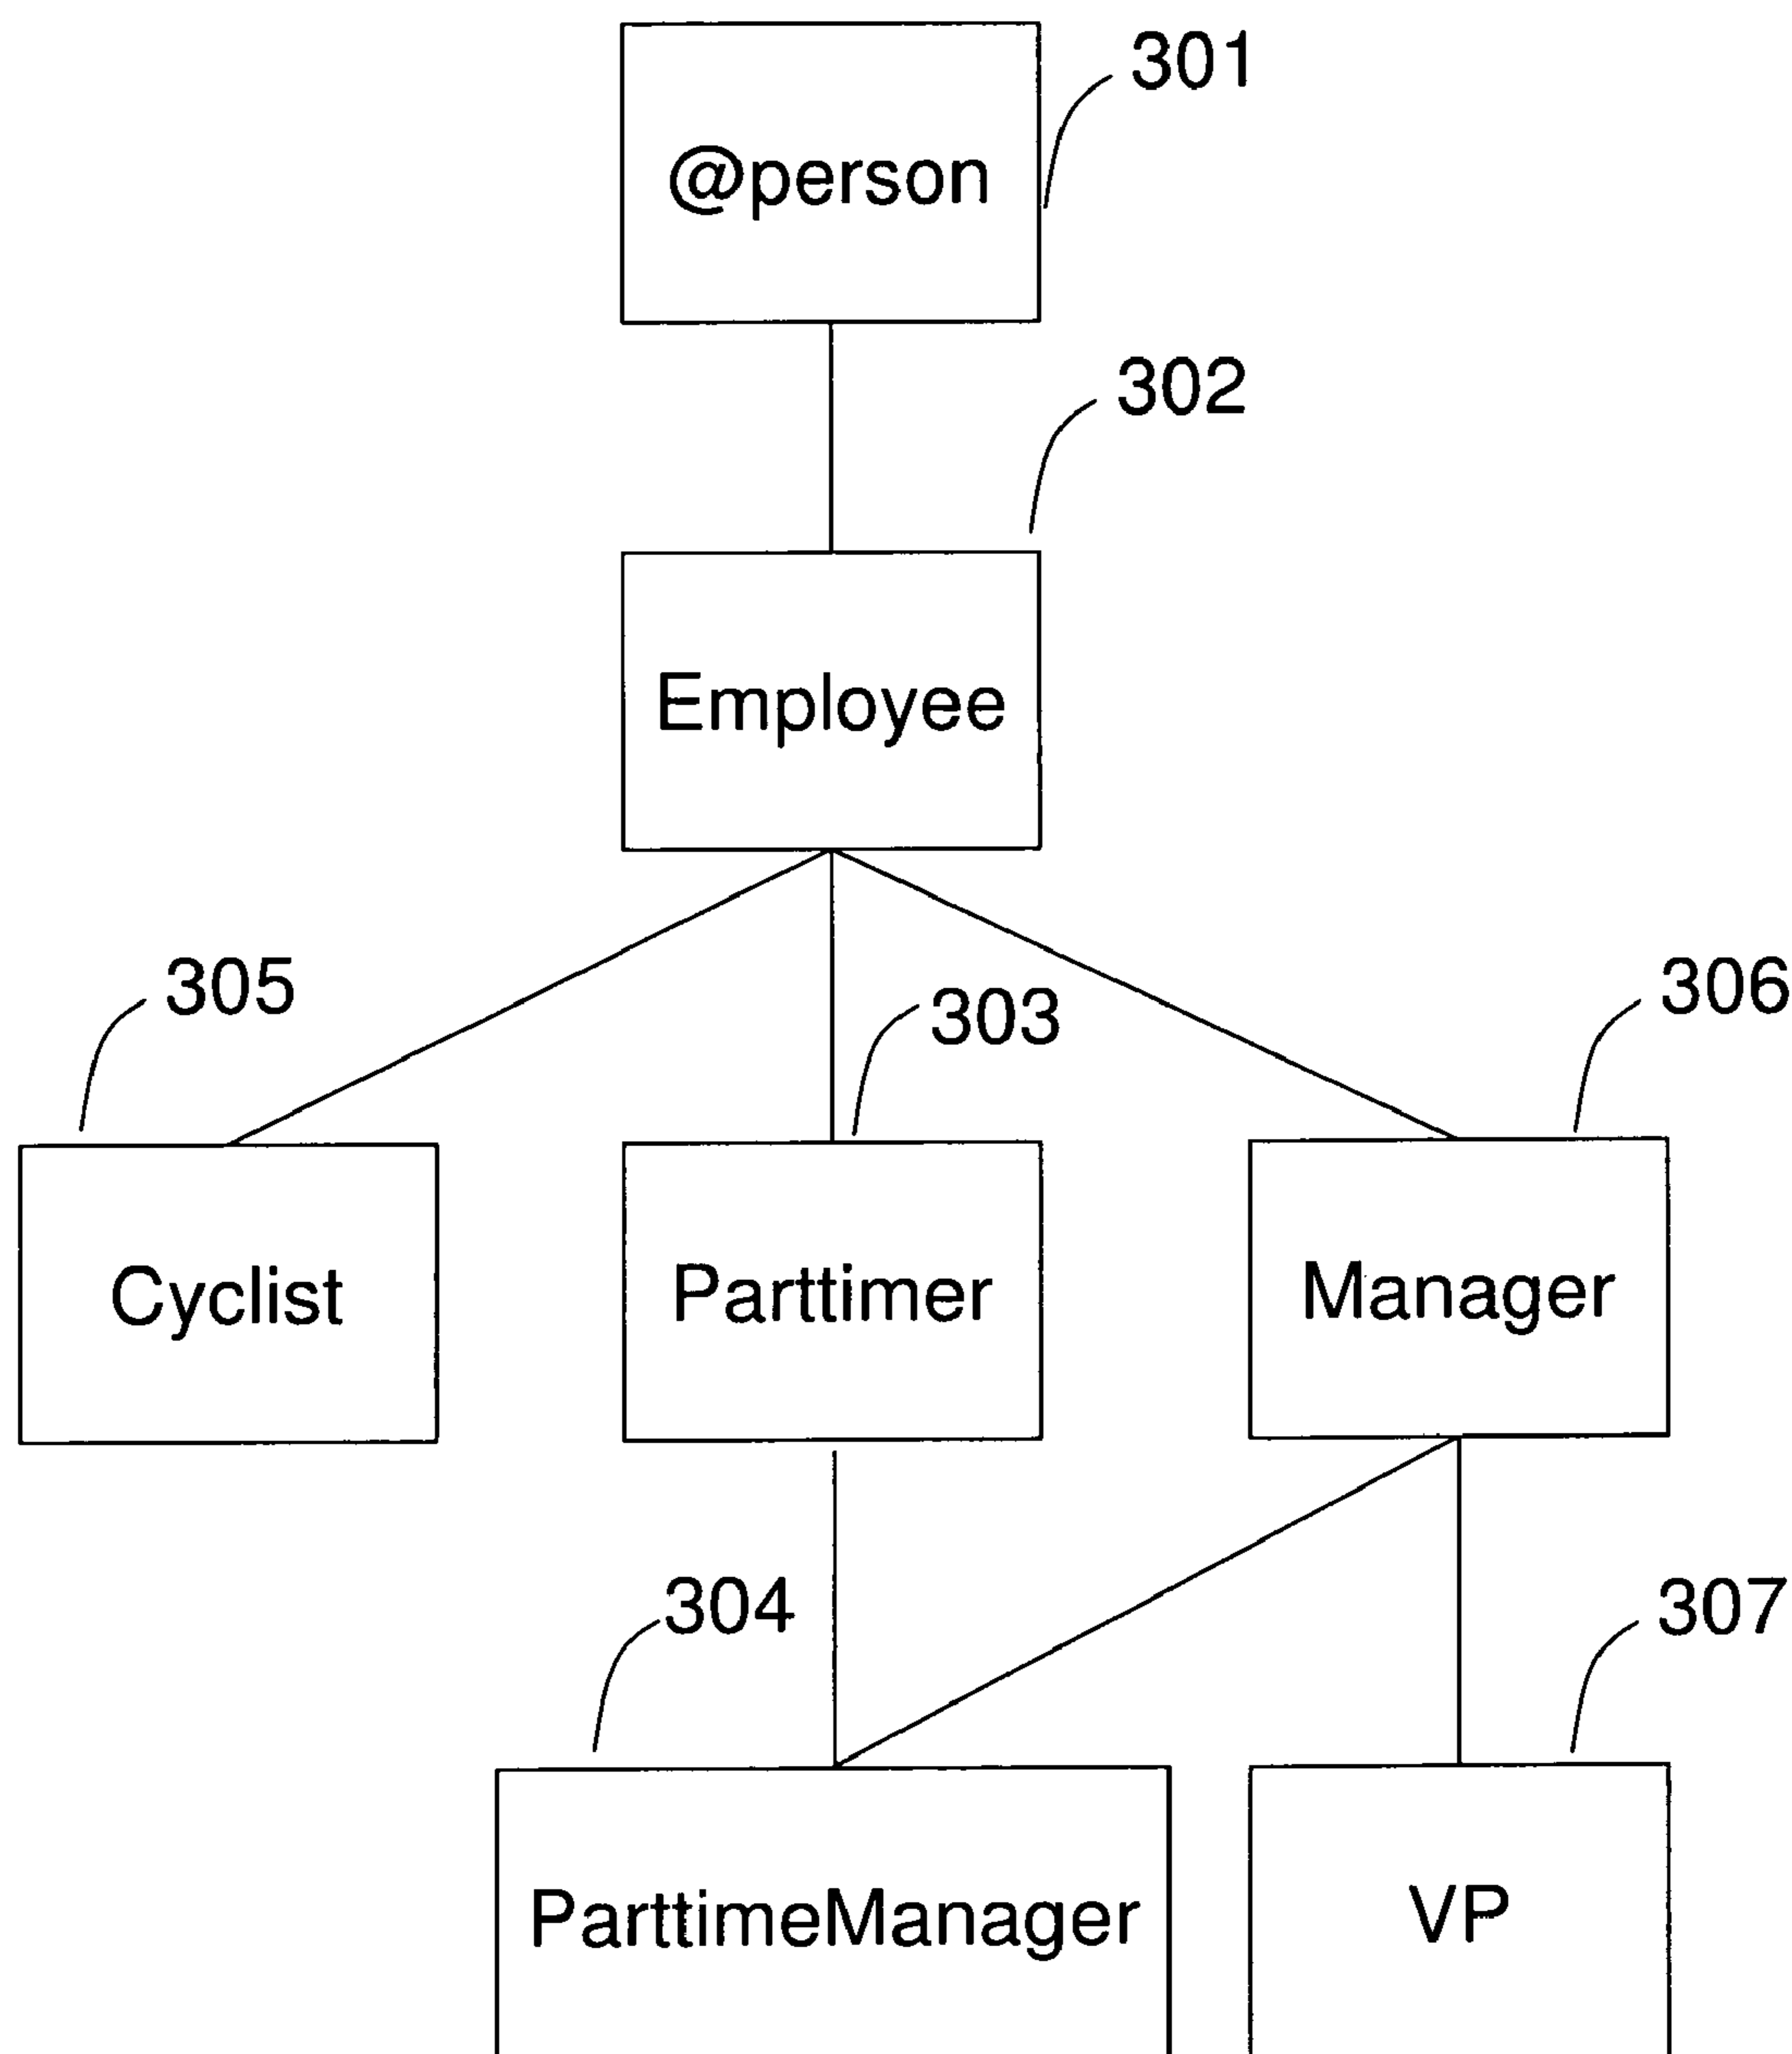 301
@person
302
Employee
305
303
306
Cyclist
Parttimer
Manager
304
307
ParttimeManager
VP